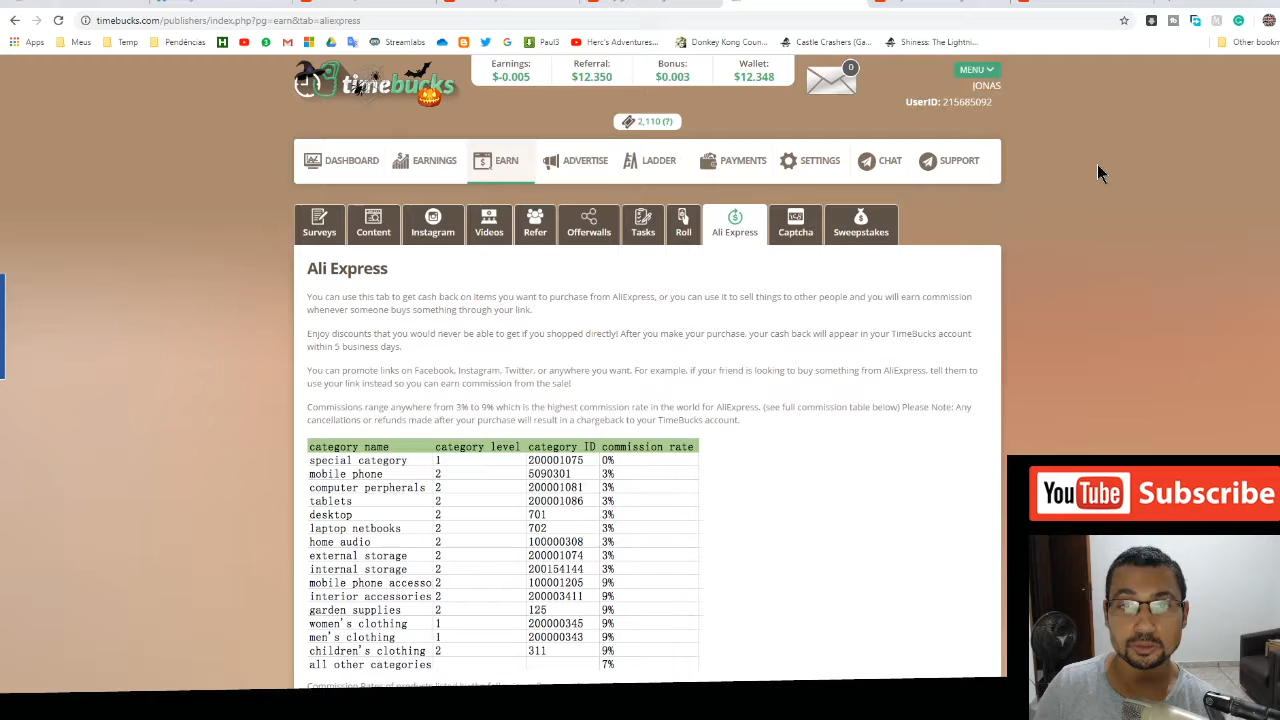 timebucks.com/publishers/index.php?pg=earn&tab=aliexpress
Apps Meus Temp Pendências Streamlabs Paul3 Herc's Adventures... Donkey Kong Coun... Castle Crashers (Ga... Shiness: The Lightni... Other bookm
timebucks
Earnings: Referral: Bonus: Wallet:
$-0.005 $12.350 $0.003 $12.348
0
MENU
JONAS
UserID: 215685092
2,110 (?)
DASHBOARD EARNINGS EARN ADVERTISE LADDER PAYMENTS SETTINGS CHAT SUPPORT
Surveys Content Instagram Videos Refer Offerwalls Tasks Roll Ali Express Captcha Sweepstakes
Ali Express
You can use this tab to get cash back on items you want to purchase from AliExpress, or you can use it to sell things to other people and you will earn commission
whenever someone buys something through your link.
Enjoy discounts that you would never be able to get if you shopped directly! After you make your purchase, your cash back will appear in your TimeBucks account
within 5 business days.
You can promote links on Facebook, Instagram, Twitter, or anywhere you want. For example, if your friend is looking to buy something from AliExpress, tell them to
use your link instead so you can earn commission from the sale!
Commissions range anywhere from 3% to 9% which is the highest commission rate in the world for AliExpress. (see full commission table below) Please Note: Any
cancellations or refunds made after your purchase will result in a chargeback to your TimeBucks account.
category name category level category ID commission rate
special category 1 200001075 0%
mobile phone 2 5090301 3%
computer perpherals 2 200001081 3%
tablets 2 200001086 3%
desktop 2 701 3%
laptop netbooks 2 702 3%
home audio 2 100000308 3%
external storage 2 200001074 3%
internal storage 2 200154144 3%
mobile phone accesso 2 100001205 9%
interior accessories 2 200003411 9%
garden supplies 2 125 9%
women's clothing 1 200000345 9%
men's clothing 1 200000343 9%
children's clothing 2 311 9%
all other categories 7%
YouTube Subscribe